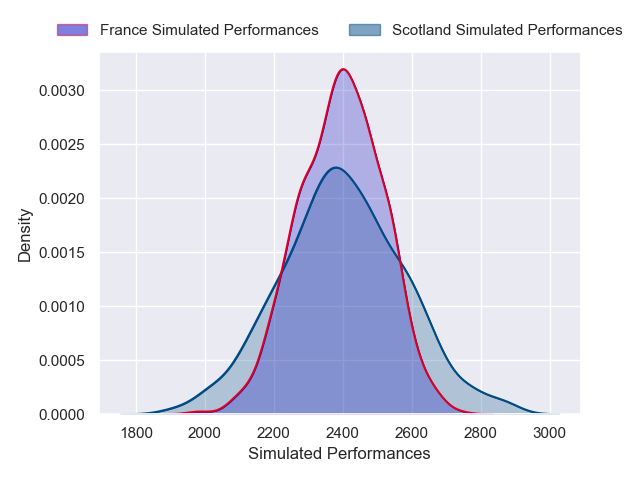 France Simulated Performances
Scotland Simulated Performances
0.0030
0.0025
0.0020
0.0015
0.0010
0.0005
0.0000
Density
1800 2000 2200 2400 2600 2800 3000
Simulated Performances